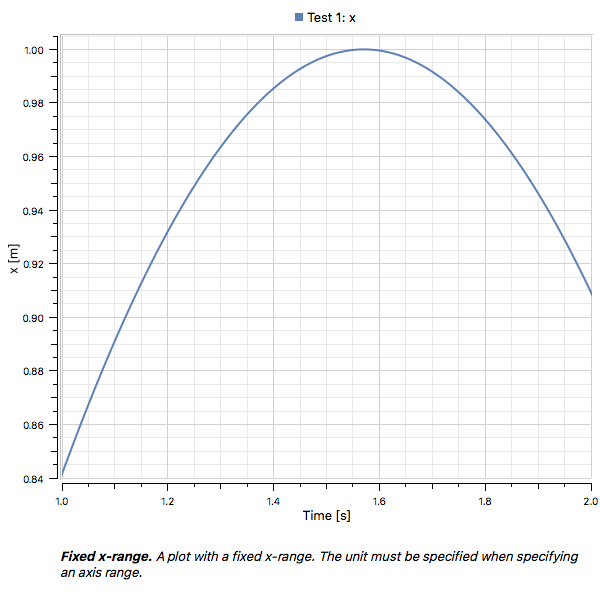 Test 1: x
1.00
0.98
0.96
0.94
0.92
0.90
0.88
0.86
0.84
x [m]
1.0 1.2 1.4 1.6 1.8 2.0
Time [s]
Fixed x-range. A plot with a fixed x-range. The unit must be specified when specifying
an axis range.